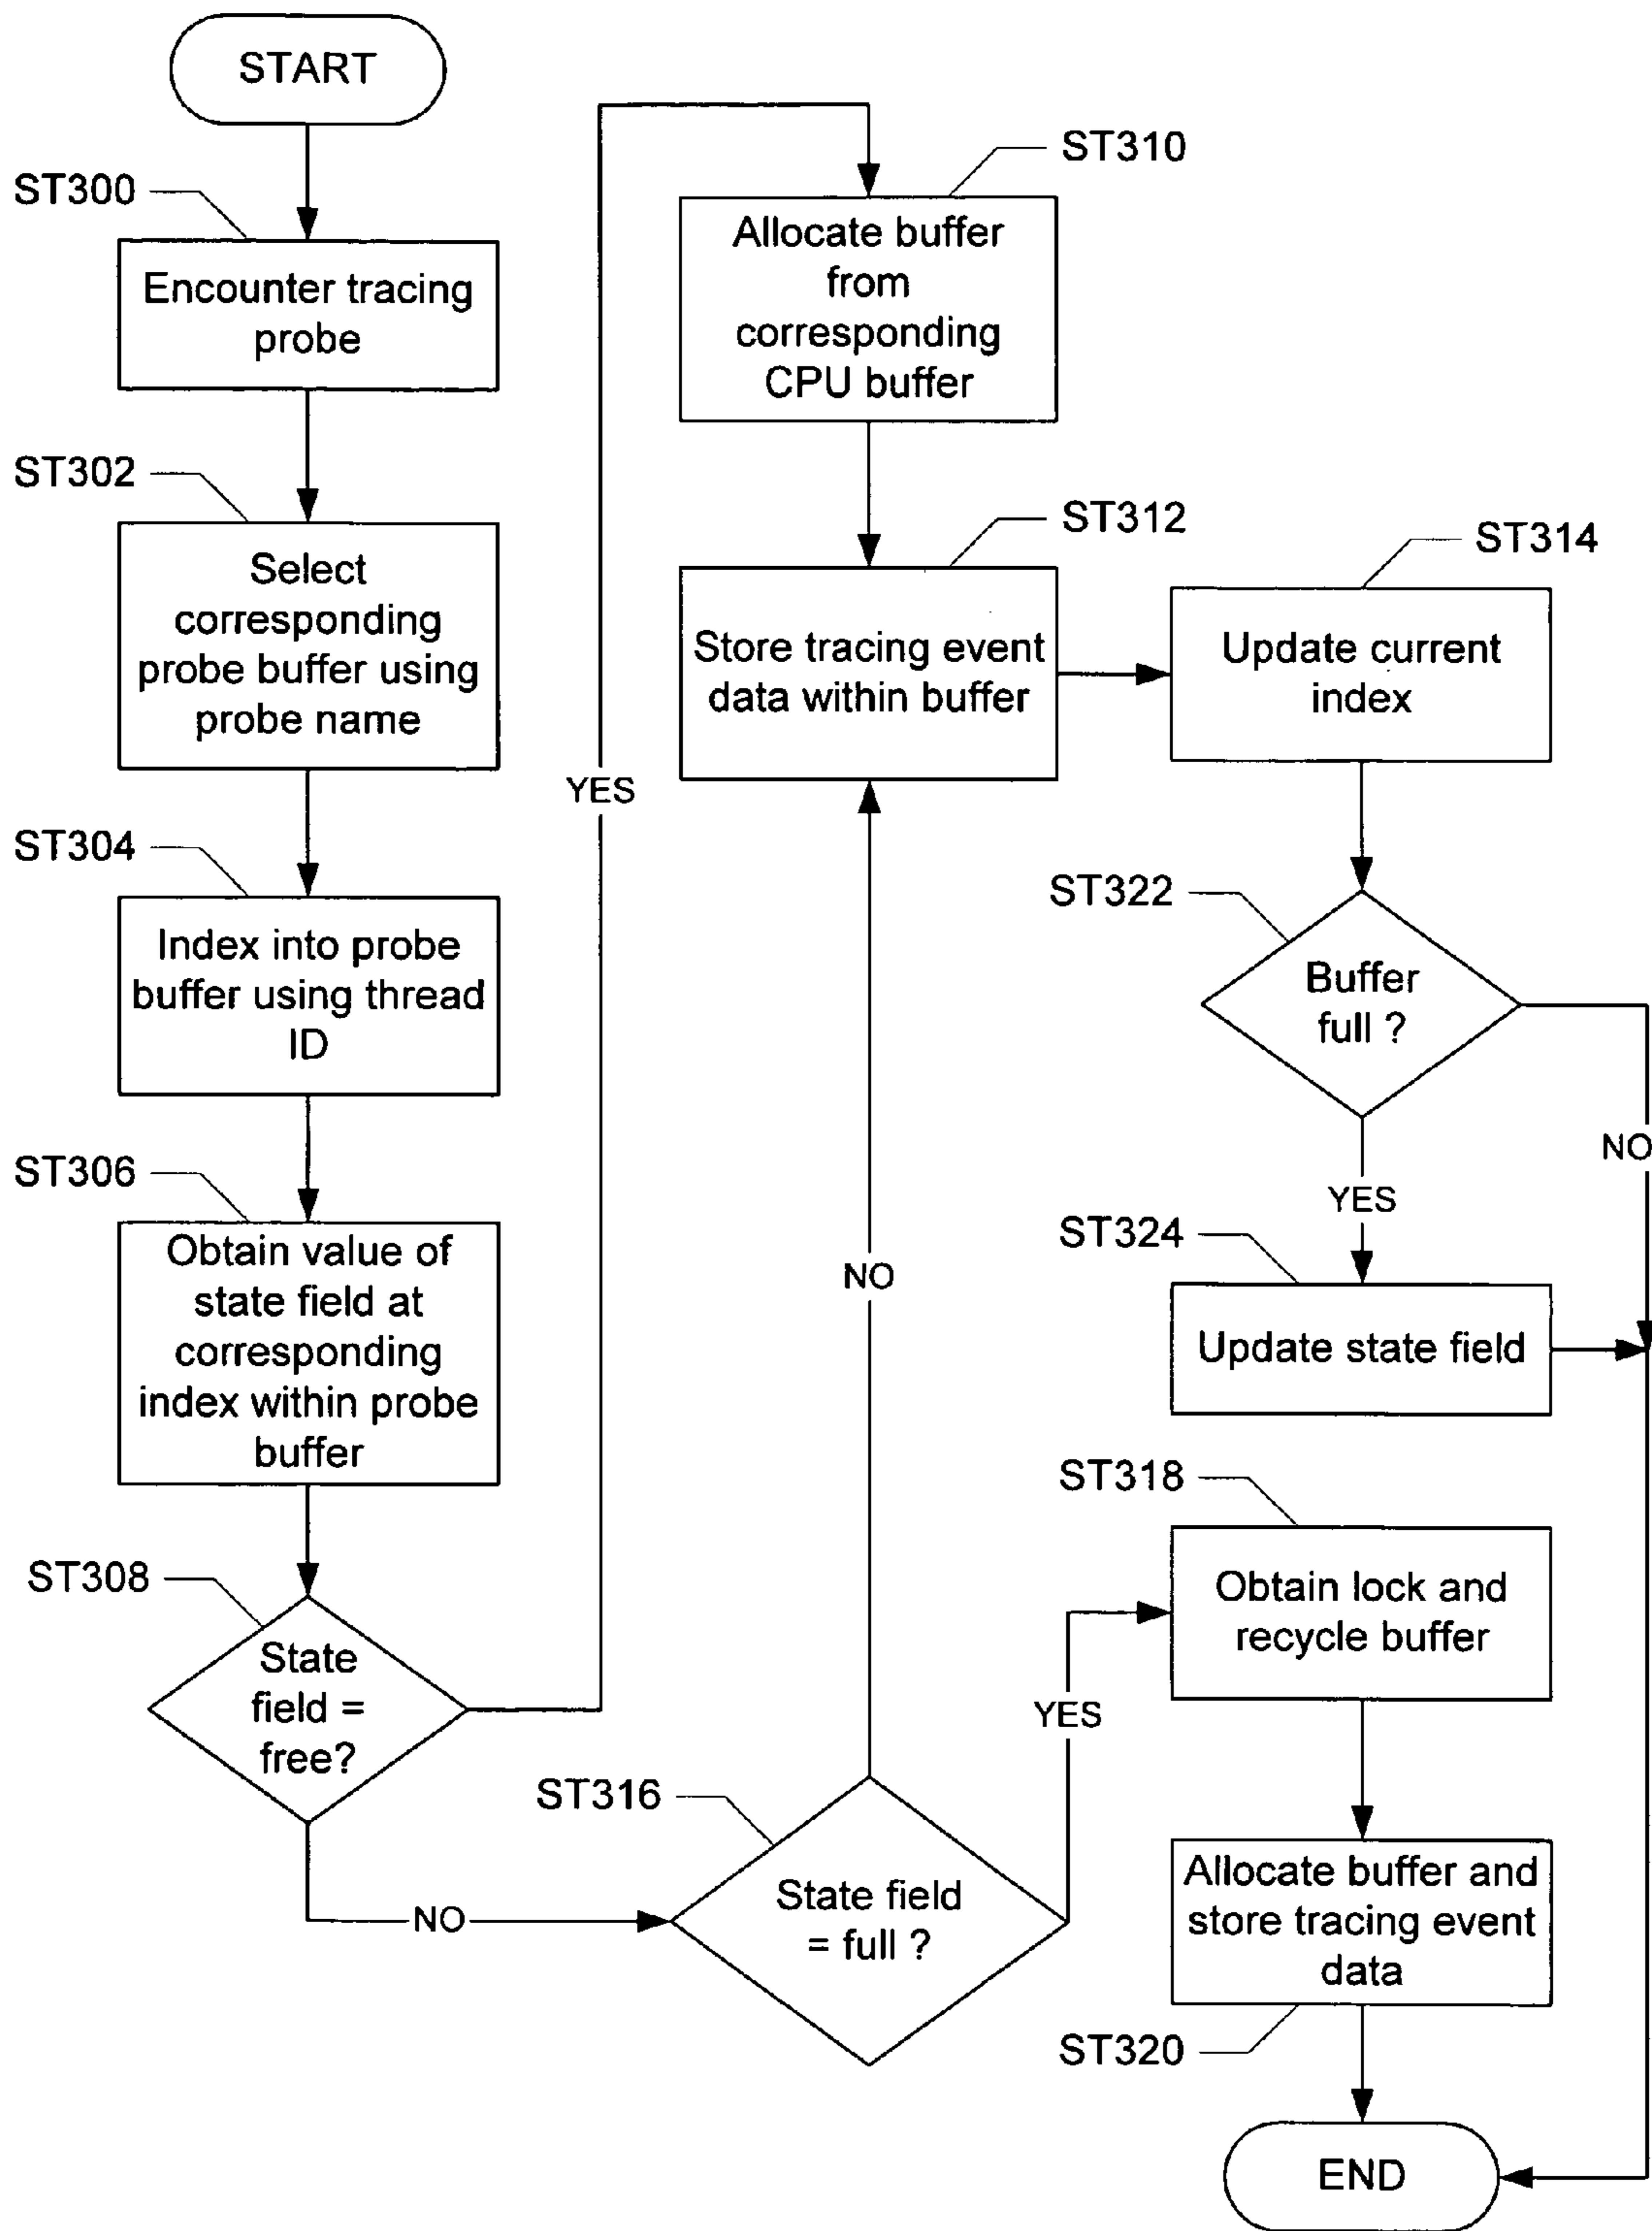 START
ST300
Encounter tracing
probe
ST302
Select
corresponding
probe buffer using
probe name
ST304
Index into probe
buffer using thread
ID
ST306
Obtain value of
state field at
corresponding
index within probe
buffer
ST308
State
field =
free?
YES
NO
ST310
Allocate buffer
from
corresponding
CPU buffer
ST312
Store tracing event
data within buffer
NO
ST316
State field
= full ?
YES
ST314
Update current
index
ST322
Buffer
full ?
NO
YES
ST324
Update state field
ST318
Obtain lock and
recycle buffer
Allocate buffer and
store tracing event
data
ST320
END